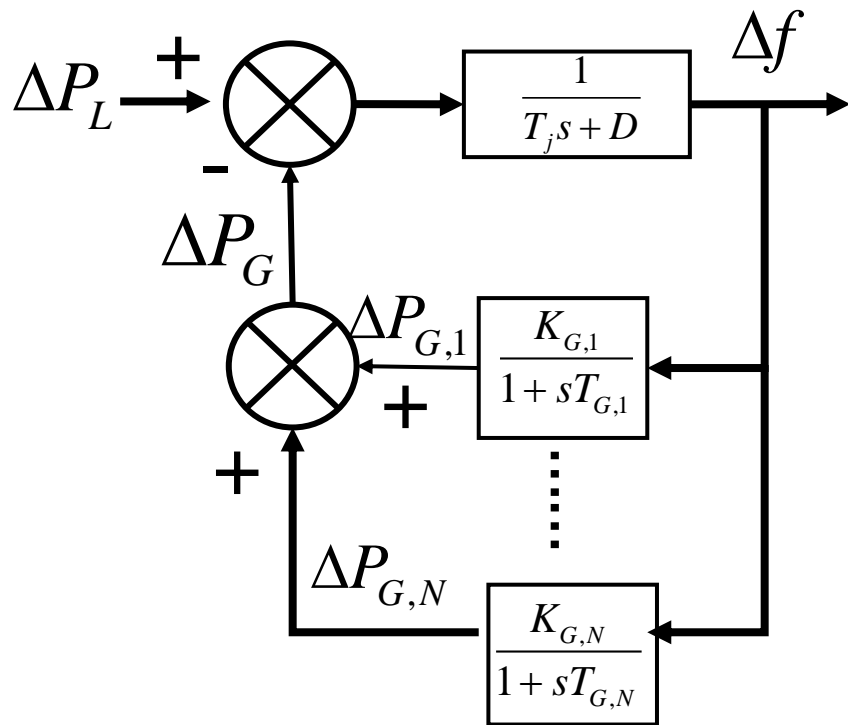 +
ΔP_L
-
1
T_j s + D
Δf
ΔP_G
ΔP_{G,1}
+
K_{G,1}
1 + sT_{G,1}
+
ΔP_{G,N}
K_{G,N}
1 + sT_{G,N}